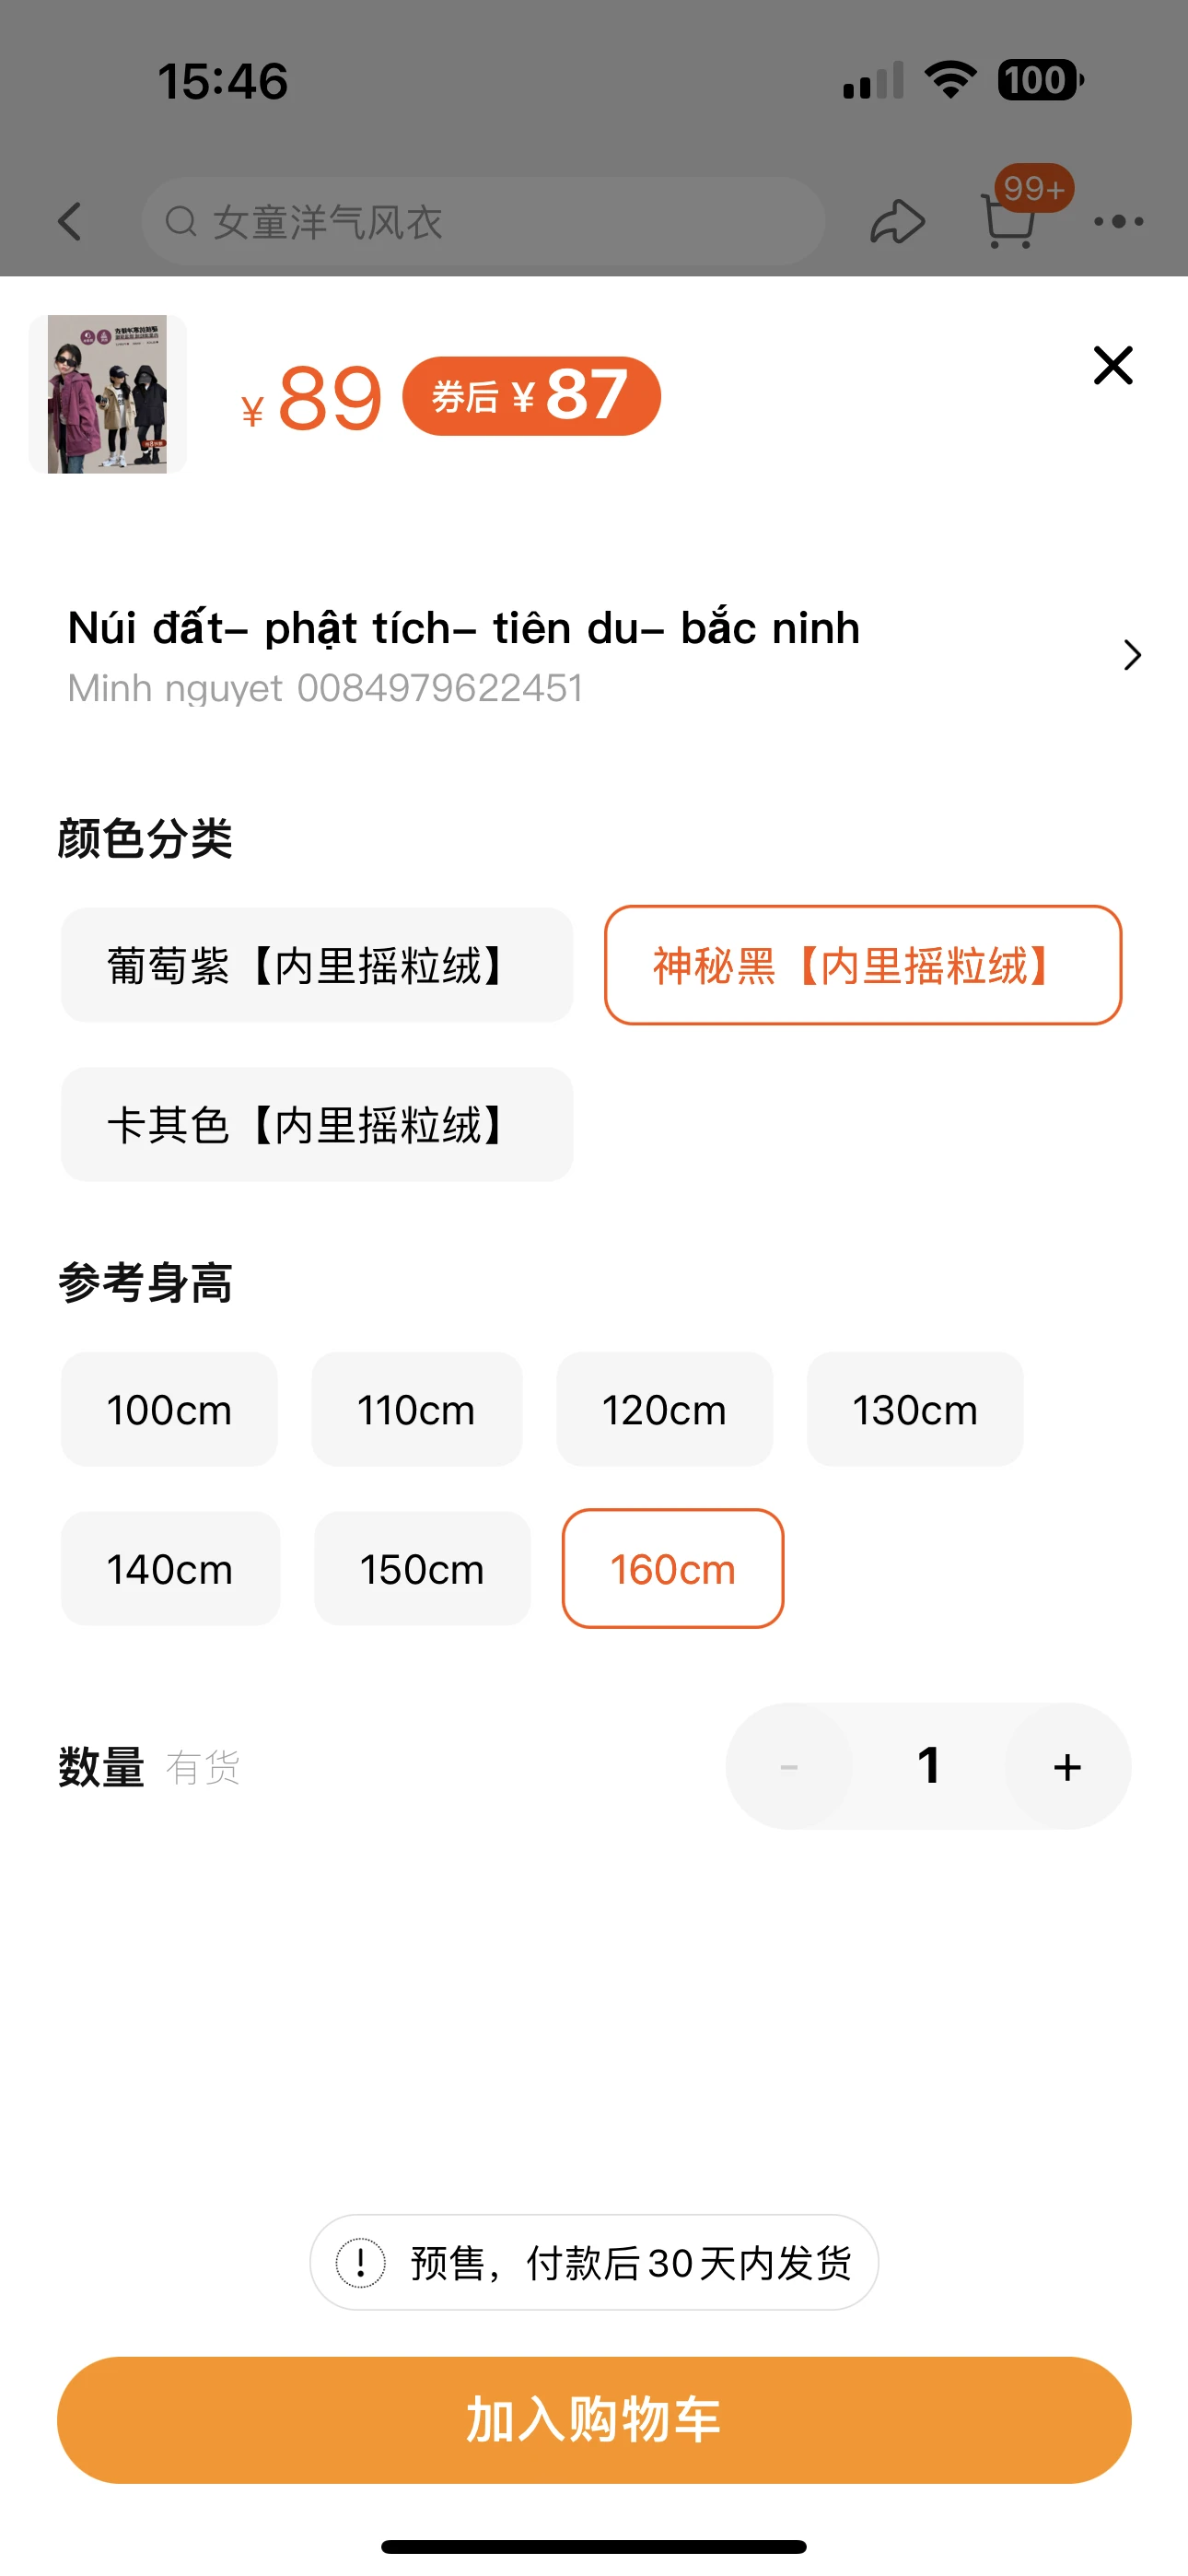 15:46
100
女童洋气风衣
99+
¥ 89 券后 ¥ 87
Núi đất– phật tích– tiên du– bắc ninh
Minh nguyet 0084979622451
颜色分类
葡萄紫【内里摇粒绒】 神秘黑【内里摇粒绒】
卡其色【内里摇粒绒】
参考身高
100cm 110cm 120cm 130cm
140cm 150cm 160cm
数量 有货 - 1 +
预售，付款后30天内发货
加入购物车